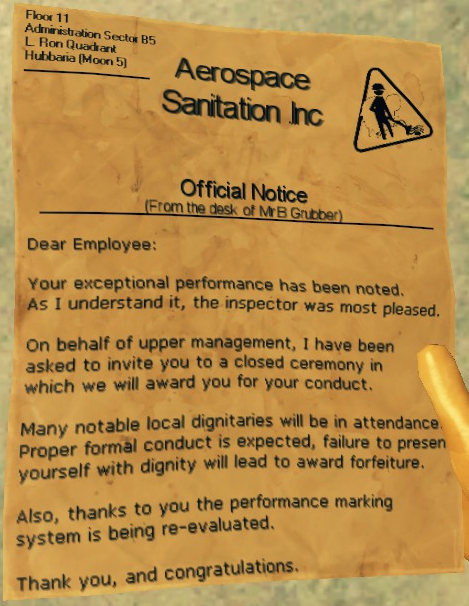 Floor 11
Administration Sector B5
L. Ron Quadrant
Hubbaria (Moon 5)
Aerospace
Sanitation Inc
Official Notice
(From the desk of Mr B Grubber)
Dear Employee:
Your exceptional performance has been noted.
As I understand it, the inspector was most pleased.
On behalf of upper management, I have been
asked to invite you to a closed ceremony in
which we will award you for your conduct.
Many notable local dignitaries will be in attendance.
Proper formal conduct is expected, failure to presen
yourself with dignity will lead to award forfeiture.
Also, thanks to you the performance marking
system is being re-evaluated.
Thank you, and congratulations.